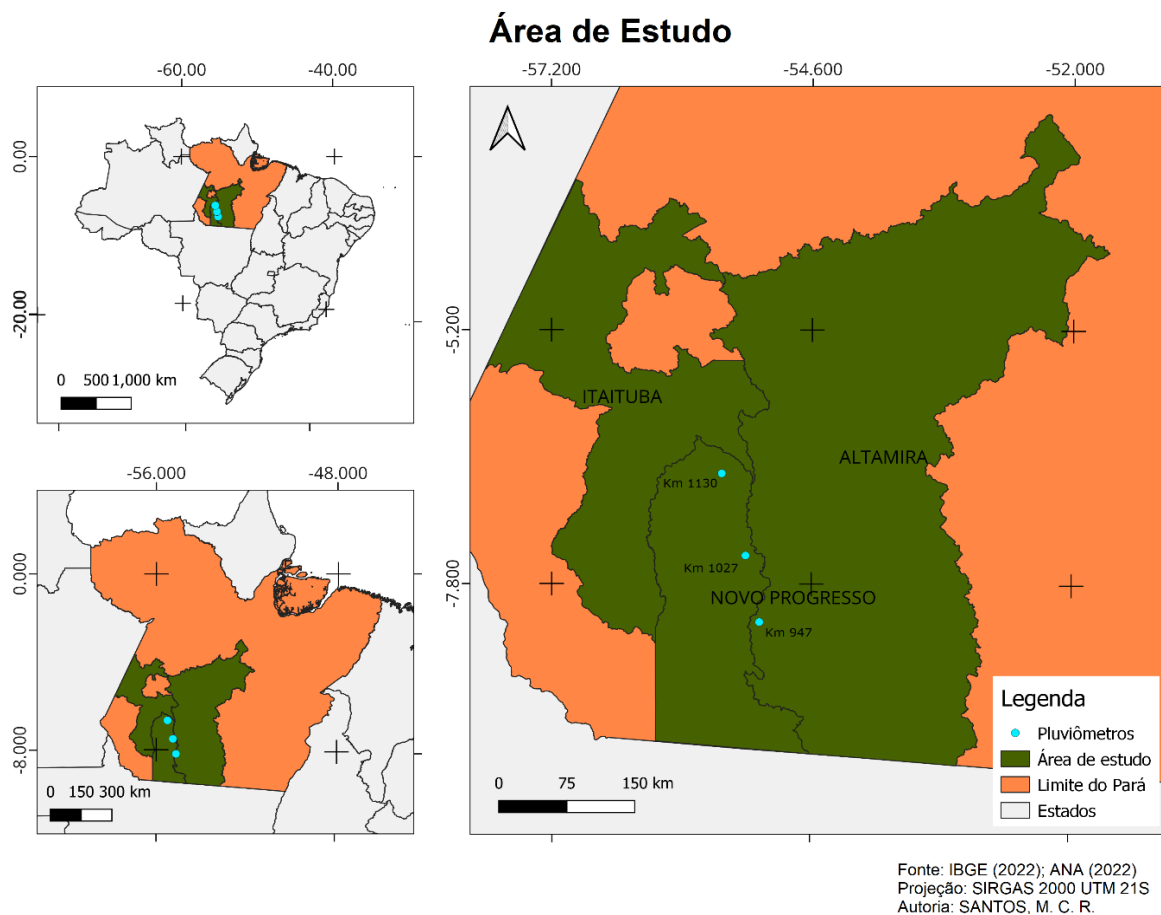 Área de Estudo
-60.00
-40.00
0.00
-20.00
0
500 1,000 km
-56.000
-48.000
0.000
-8.000
0 150 300 km
-57.200
-54.600
-52.000
-5.200
-7.800
ITAITUBA
ALTAMIRA
Km 1130
Km 1027
NOVO PROGRESSO
Km 947
0
75
150 km
Legenda
Pluviômetros
Área de estudo
Limite do Pará
Estados
Fonte: IBGE (2022); ANA (2022)
Projeção: SIRGAS 2000 UTM 21S
Autoria: SANTOS, M. C. R.